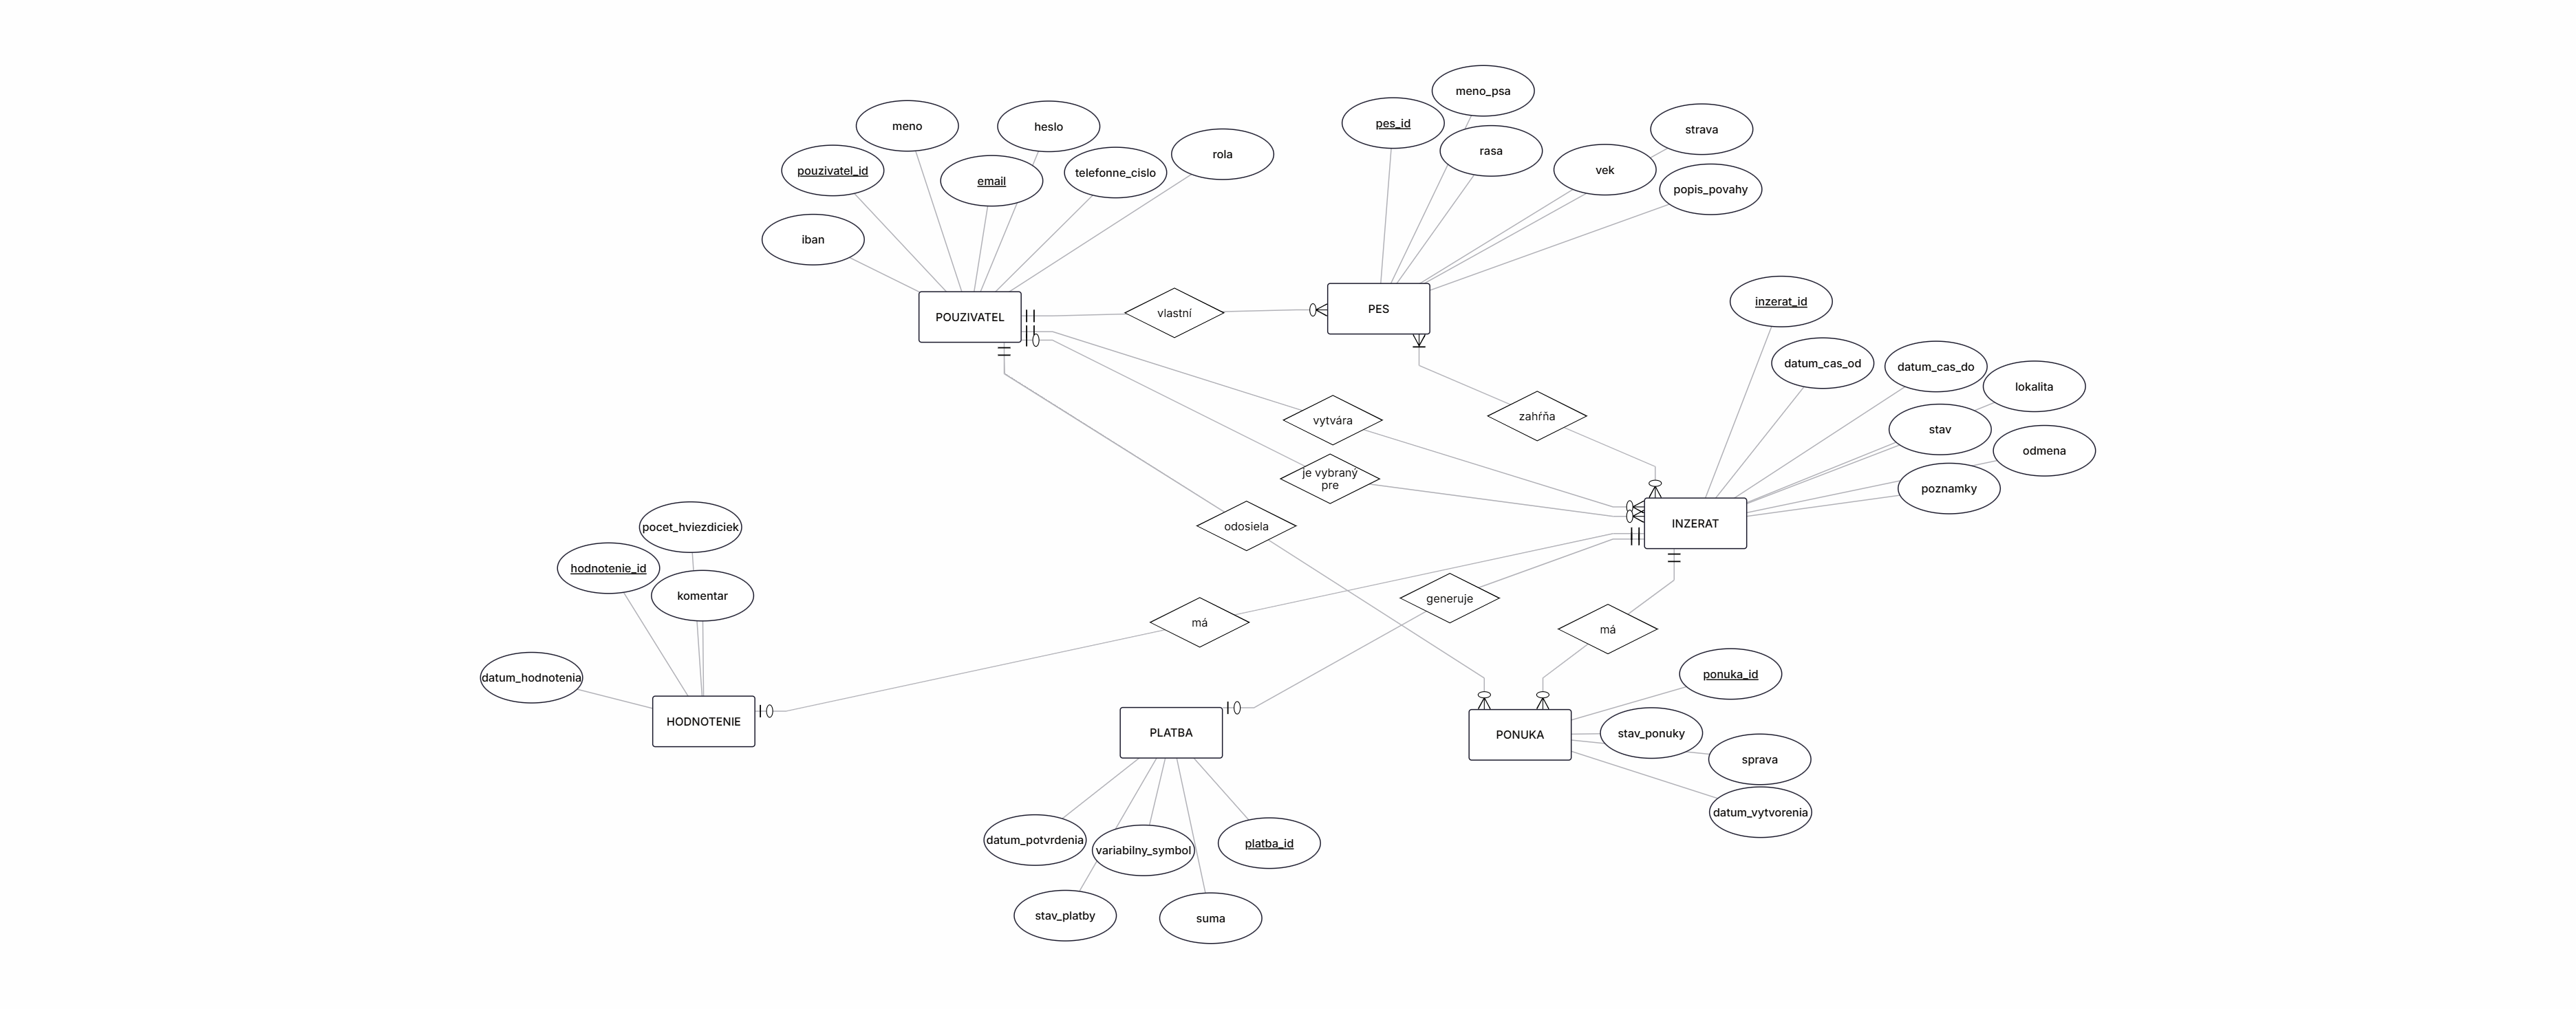 meno_psa
pes_id
meno
heslo
strava
rasa
rola
vek
pouzivatel_id
email
telefonne_cislo
popis_povahy
iban
inzerat_id
PES
vlastní
POUZIVATEL
datum_cas_od
datum_cas_do
lokalita
zahŕňa
vytvára
stav
odmena
je vybraný
pre
poznamky
INZERAT
odosiela
pocet_hviezdiciek
hodnotenie_id
komentar
generuje
má
má
ponuka_id
datum_hodnotenia
HODNOTENIE
PLATBA
PONUKA
stav_ponuky
sprava
datum_vytvorenia
datum_potvrdenia
variabilny_symbol
platba_id
stav_platby
suma